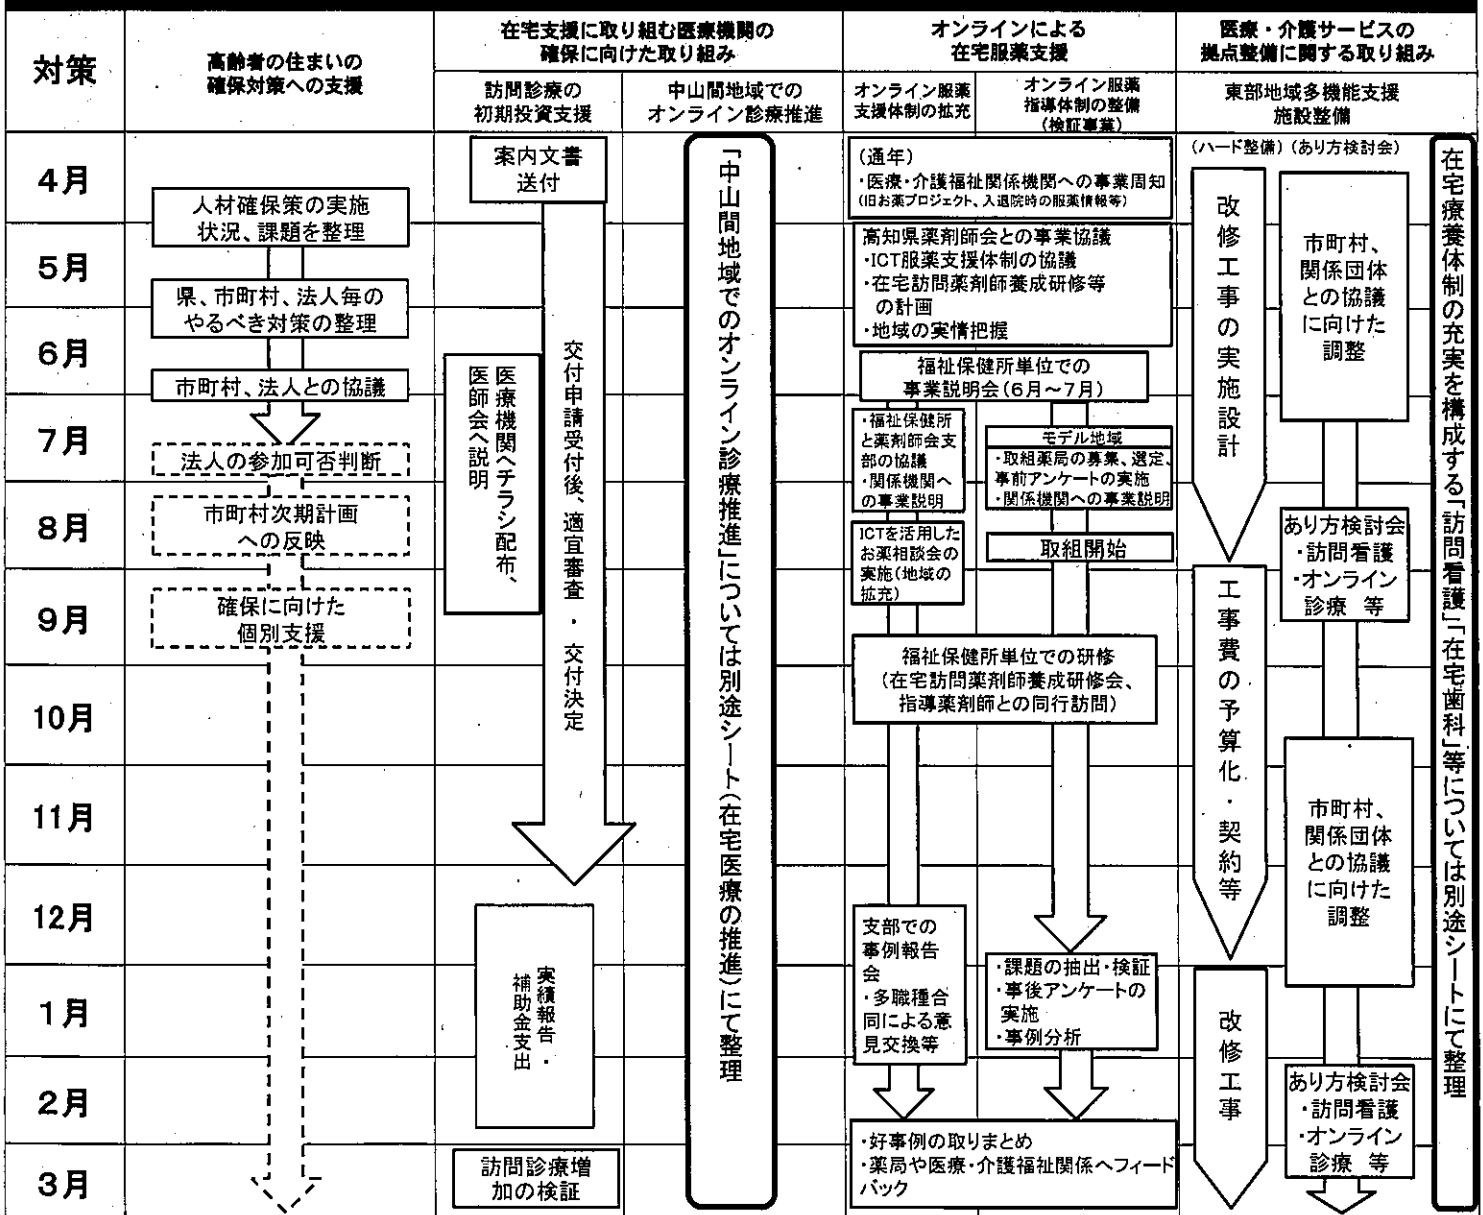 対策
高齢者の住まいの
確保対策への支援
在宅支援に取り組む医療機関の
確保に向けた取り組み
訪問診療の
初期投資支援
中山間地域での
オンライン診療推進
オンラインによる
在宅服薬支援
オンライン服薬
支援体制の拡充
オンライン服薬
指導体制の整備
(検証事業)
医療・介護サービスの
拠点整備に関する取り組み
東部地域多機能支援
施設整備
4月
5月
6月
7月
8月
9月
10月
11月
12月
1月
2月
3月
人材確保策の実施
状況、課題を整理
県、市町村、法人毎の
やるべき対策の整理
市町村、法人との協議
法人の参加可否判断
市町村次期計画
への反映
確保に向けた
個別支援
案内文書
送付
交付申請受付後、適宜審査・交付決定
医療機関へチラシ配布、
医師会へ説明
実績報告・
補助金支出
訪問診療増
加の検証
「中山間地域でのオンライン診療推進」については別途シート(在宅医療の推進)にて整理
(通年)
・医療・介護福祉関係機関への事業周知
(旧お薬プロジェクト、入退院時の服薬情報等)
高知県薬剤師会との事業協議
・ICT服薬支援体制の協議
・在宅訪問薬剤師養成研修等
の計画
・地域の実情把握
福祉保健所単位での
事業説明会(6月～7月)
・福祉保健所
と薬剤師会支
部の協議
・関係機関へ
の事業説明
ICTを活用した
お薬相談会の
実施(地域の
拡充)
モデル地域
・取組薬局の募集、選定、
事前アンケートの実施
・関係機関への事業説明
取組開始
福祉保健所単位での研修
(在宅訪問薬剤師養成研修会、
指導薬剤師との同行訪問)
支部での
事例報告
会
・多職種合
同による意
見交換等
・課題の抽出・検証
・事後アンケートの
実施
・事例分析
・好事例の取りまとめ
・薬局や医療・介護福祉関係へフィード
バック
(ハード整備)(あり方検討会)
改修工事の実施設計
工事費の予算化・契約等
改修工事
市町村、
関係団体
との協議
に向けた
調整
あり方検討会
・訪問看護
・オンライン
診療 等
市町村、
関係団体
との協議
に向けた
調整
あり方検討会
・訪問看護
・オンライン
診療 等
在宅療養体制の充実を構成する「訪問看護」「在宅歯科」等については別途シートにて整理